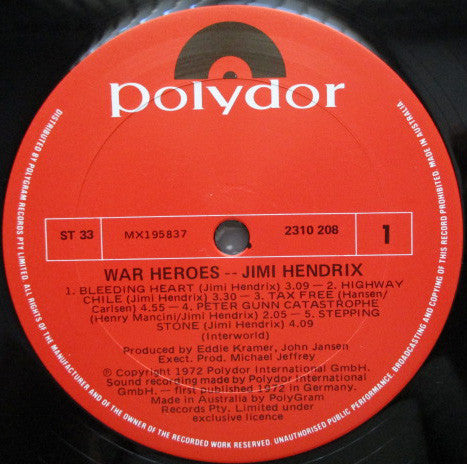 polydor
ST 33
MX195837
2310 208
1
WAR HEROES -- JIMI HENDRIX
1. BLEEDING HEART (Jimi Hendrix) 3.09 -- 2. HIGHWAY
CHILE (Jimi Hendrix) 3.30 -- 3. TAX FREE (Hansen/
Carlsen) 4.55 -- 4. PETER GUNN CATASTROPHE
(Henry Mancini/Jimi Hendrix) 2.05 -- 5. STEPPING
STONE (Jimi Hendrix) 4.09
(Interworld)
Produced by Eddie Kramer, John Jansen
Exect. Prod. Michael Jeffrey
℗ Copyright 1972 Polydor International GmbH.
Sound recording made by Polydor International
GmbH. -- first published 1972 in Germany.
Made in Australia by PolyGram
Records Pty. Limited under
exclusive licence
DISTRIBUTED BY POLYGRAM RECORDS PTY LIMITED. ALL RIGHTS OF THE MANUFACTURER AND OF THE OWNER OF THE RECORDED WORK RESERVED. UNAUTHORISED PUBLIC PERFORMANCE, BROADCASTING AND COPYING OF THIS RECORD PROHIBITED. MADE IN AUSTRALIA